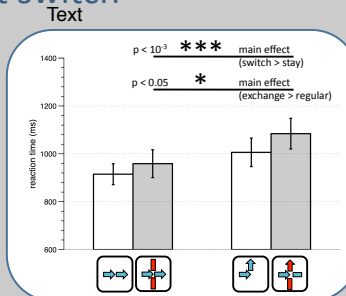 Text
p < 10-3 *** main effect
(switch > stay)
p < 0.05 * main effect
(exchange > regular)
1400
1200
1000
800
600
reaction time (ms)